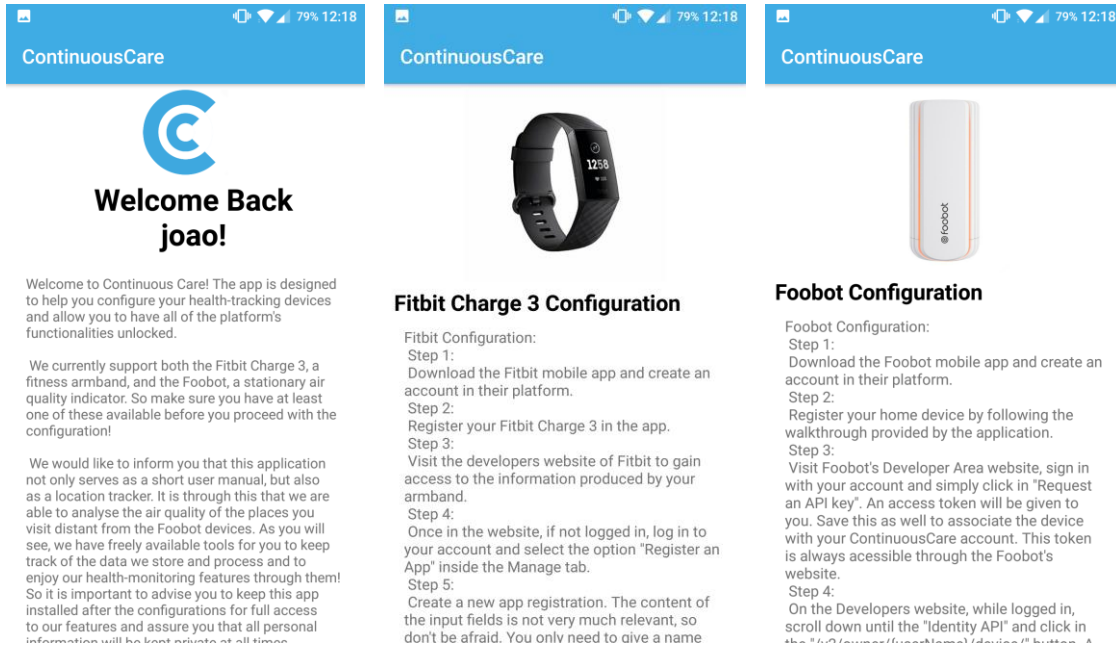 79% 12:18
ContinuousCare
Welcome Back
joao!
Welcome to Continuous Care! The app is designed
to help you configure your health-tracking devices
and allow you to have all of the platform's
functionalities unlocked.
We currently support both the Fitbit Charge 3, a
fitness armband, and the Foobot, a stationary air
quality indicator. So make sure you have at least
one of these available before you proceed with the
configuration!
We would like to inform you that this application
not only serves as a short user manual, but also
as a location tracker. It is through this that we are
able to analyse the air quality of the places you
visit distant from the Foobot devices. As you will
see, we have freely available tools for you to keep
track of the data we store and process and to
enjoy our health-monitoring features through them!
So it is important to advise you to keep this app
installed after the configurations for full access
to our features and assure you that all personal
information will be kept private at all times
79% 12:18
ContinuousCare
1258
Fitbit Charge 3 Configuration
Fitbit Configuration:
Step 1:
Download the Fitbit mobile app and create an
account in their platform.
Step 2:
Register your Fitbit Charge 3 in the app.
Step 3:
Visit the developers website of Fitbit to gain
access to the information produced by your
armband.
Step 4:
Once in the website, if not logged in, log in to
your account and select the option "Register an
App" inside the Manage tab.
Step 5:
Create a new app registration. The content of
the input fields is not very much relevant, so
don't be afraid. You only need to give a name
79% 12:18
ContinuousCare
foobot
Foobot Configuration
Foobot Configuration:
Step 1:
Download the Foobot mobile app and create an
account in their platform.
Step 2:
Register your home device by following the
walkthrough provided by the application.
Step 3:
Visit Foobot's Developer Area website, sign in
with your account and simply click in "Request
an API key". An access token will be given to
you. Save this as well to associate the device
with your ContinuousCare account. This token
is always acessible through the Foobot's
website.
Step 4:
On the Developers website, while logged in,
scroll down until the "Identity API" and click in
the "/v2/owner/{userName}/device/" button. A